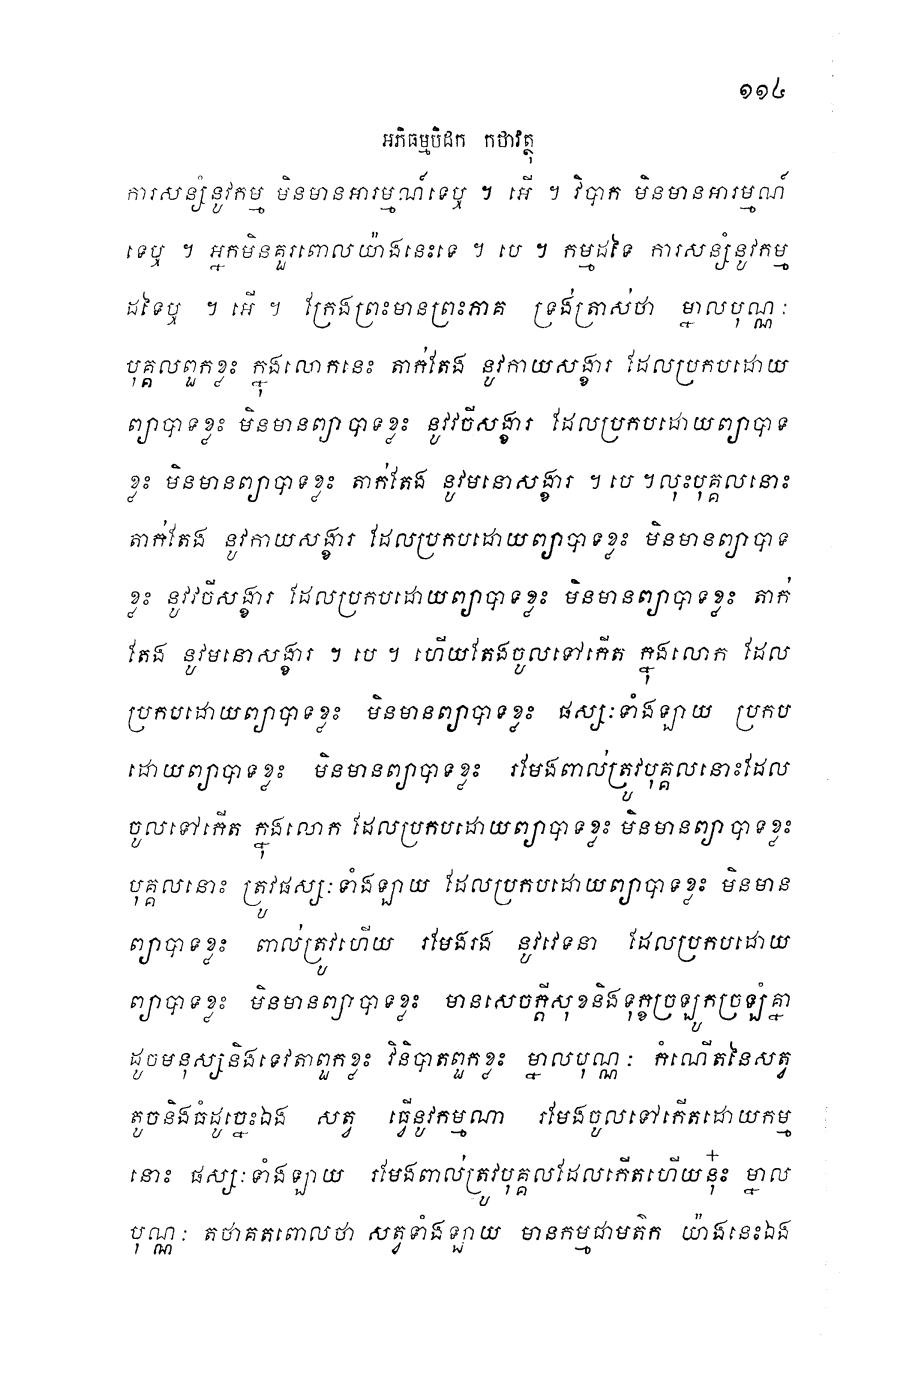 ១១៤
អភិធម្មបិដក កថាវត្ថុ
ការសន្សំនូវកម្ម មិនមានអារម្មណ៍ទេឬ ។ អើ ។ វិបាក មិនមានអារម្មណ៍
ទេឬ ។ អ្នកមិនគួរពោលយ៉ាងនេះទេ ។ បេ ។ កម្មដទៃ ការសន្សំនូវកម្ម
ដទៃឬ ។ អើ ។ ក្រែងព្រះមានព្រះភាគ ទ្រង់ត្រាស់ថា ម្នាលបុណ្ណៈ
បុគ្គលពួកខ្លះ ក្នុងលោកនេះ តាក់តែង នូវកាយសង្ខារ ដែលប្រកបដោយ
ព្យាបាទខ្លះ មិនមានព្យាបាទខ្លះ នូវវចីសង្ខារ ដែលប្រកបដោយព្យាបាទ
ខ្លះ មិនមានព្យាបាទខ្លះ តាក់តែង នូវមនោសង្ខារ ។ បេ ។ លុះបុគ្គលនោះ
តាក់តែង នូវកាយសង្ខារ ដែលប្រកបដោយព្យាបាទខ្លះ មិនមានព្យាបាទ
ខ្លះ នូវវចីសង្ខារ ដែលប្រកបដោយព្យាបាទខ្លះ មិនមានព្យាបាទខ្លះ តាក់
តែង នូវមនោសង្ខារ ។ បេ ។ ហើយតែងចូលទៅកើត ក្នុងលោក ដែល
ប្រកបដោយព្យាបាទខ្លះ មិនមានព្យាបាទខ្លះ ផស្សៈទាំងឡាយ ប្រកប
ដោយព្យាបាទខ្លះ មិនមានព្យាបាទខ្លះ រមែងពាល់ត្រូវបុគ្គលនោះដែល
ចូលទៅកើត ក្នុងលោក ដែលប្រកបដោយព្យាបាទខ្លះ មិនមានព្យាបាទខ្លះ
បុគ្គលនោះ ត្រូវផស្សៈទាំងឡាយ ដែលប្រកបដោយព្យាបាទខ្លះ មិនមាន
ព្យាបាទខ្លះ ពាល់ត្រូវហើយ រមែងរង នូវវេទនា ដែលប្រកបដោយ
ព្យាបាទខ្លះ មិនមានព្យាបាទខ្លះ មានសេចក្តីសុខនិងទុក្ខច្រឡូកច្រឡំគ្នា
ដូចមនុស្សនិងទេវតាពួកខ្លះ វិនិបាតពួកខ្លះ ម្នាលបុណ្ណៈ កំណើតនៃសត្វ
តូចនិងធំដូច្នេះឯង សត្វ ធ្វើនូវកម្មណា រមែងចូលទៅកើតដោយកម្ម
នោះ ផស្សៈទាំងឡាយ រមែងពាល់ត្រូវបុគ្គលដែលកើតហើយនុ៎ះ ម្នាល
បុណ្ណៈ តថាគតពោលថា សត្វទាំងឡាយ មានកម្មជាមត៌ក យ៉ាងនេះឯង